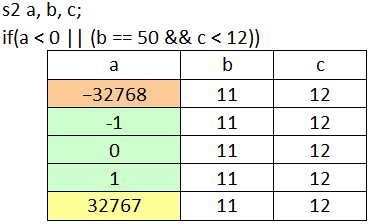 s2 a, b, c;
if(a < 0 || (b == 50 && c < 12))
a b c
−32768 11 12
-1 11 12
0 11 12
1 11 12
32767 11 12